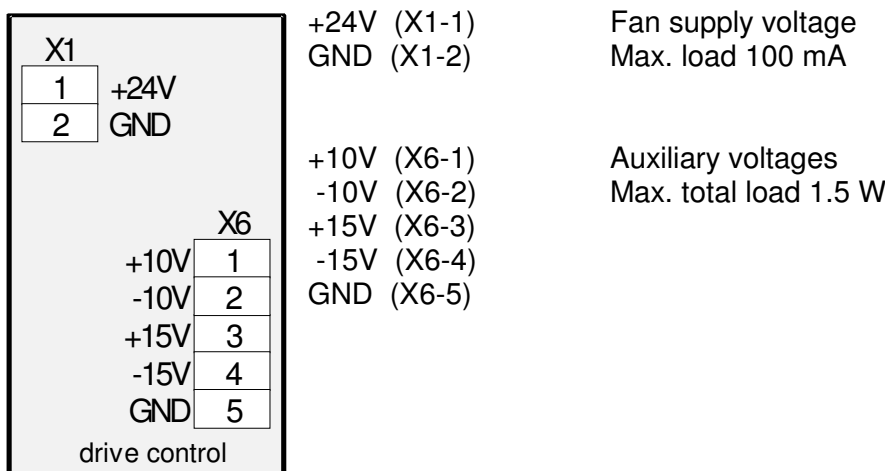 X1
1 +24V
2 GND
X6
+10V 1
-10V 2
+15V 3
-15V 4
GND 5
drive control
+24V (X1-1) Fan supply voltage
GND (X1-2) Max. load 100 mA
+10V (X6-1) Auxiliary voltages
-10V (X6-2) Max. total load 1.5 W
+15V (X6-3)
-15V (X6-4)
GND (X6-5)